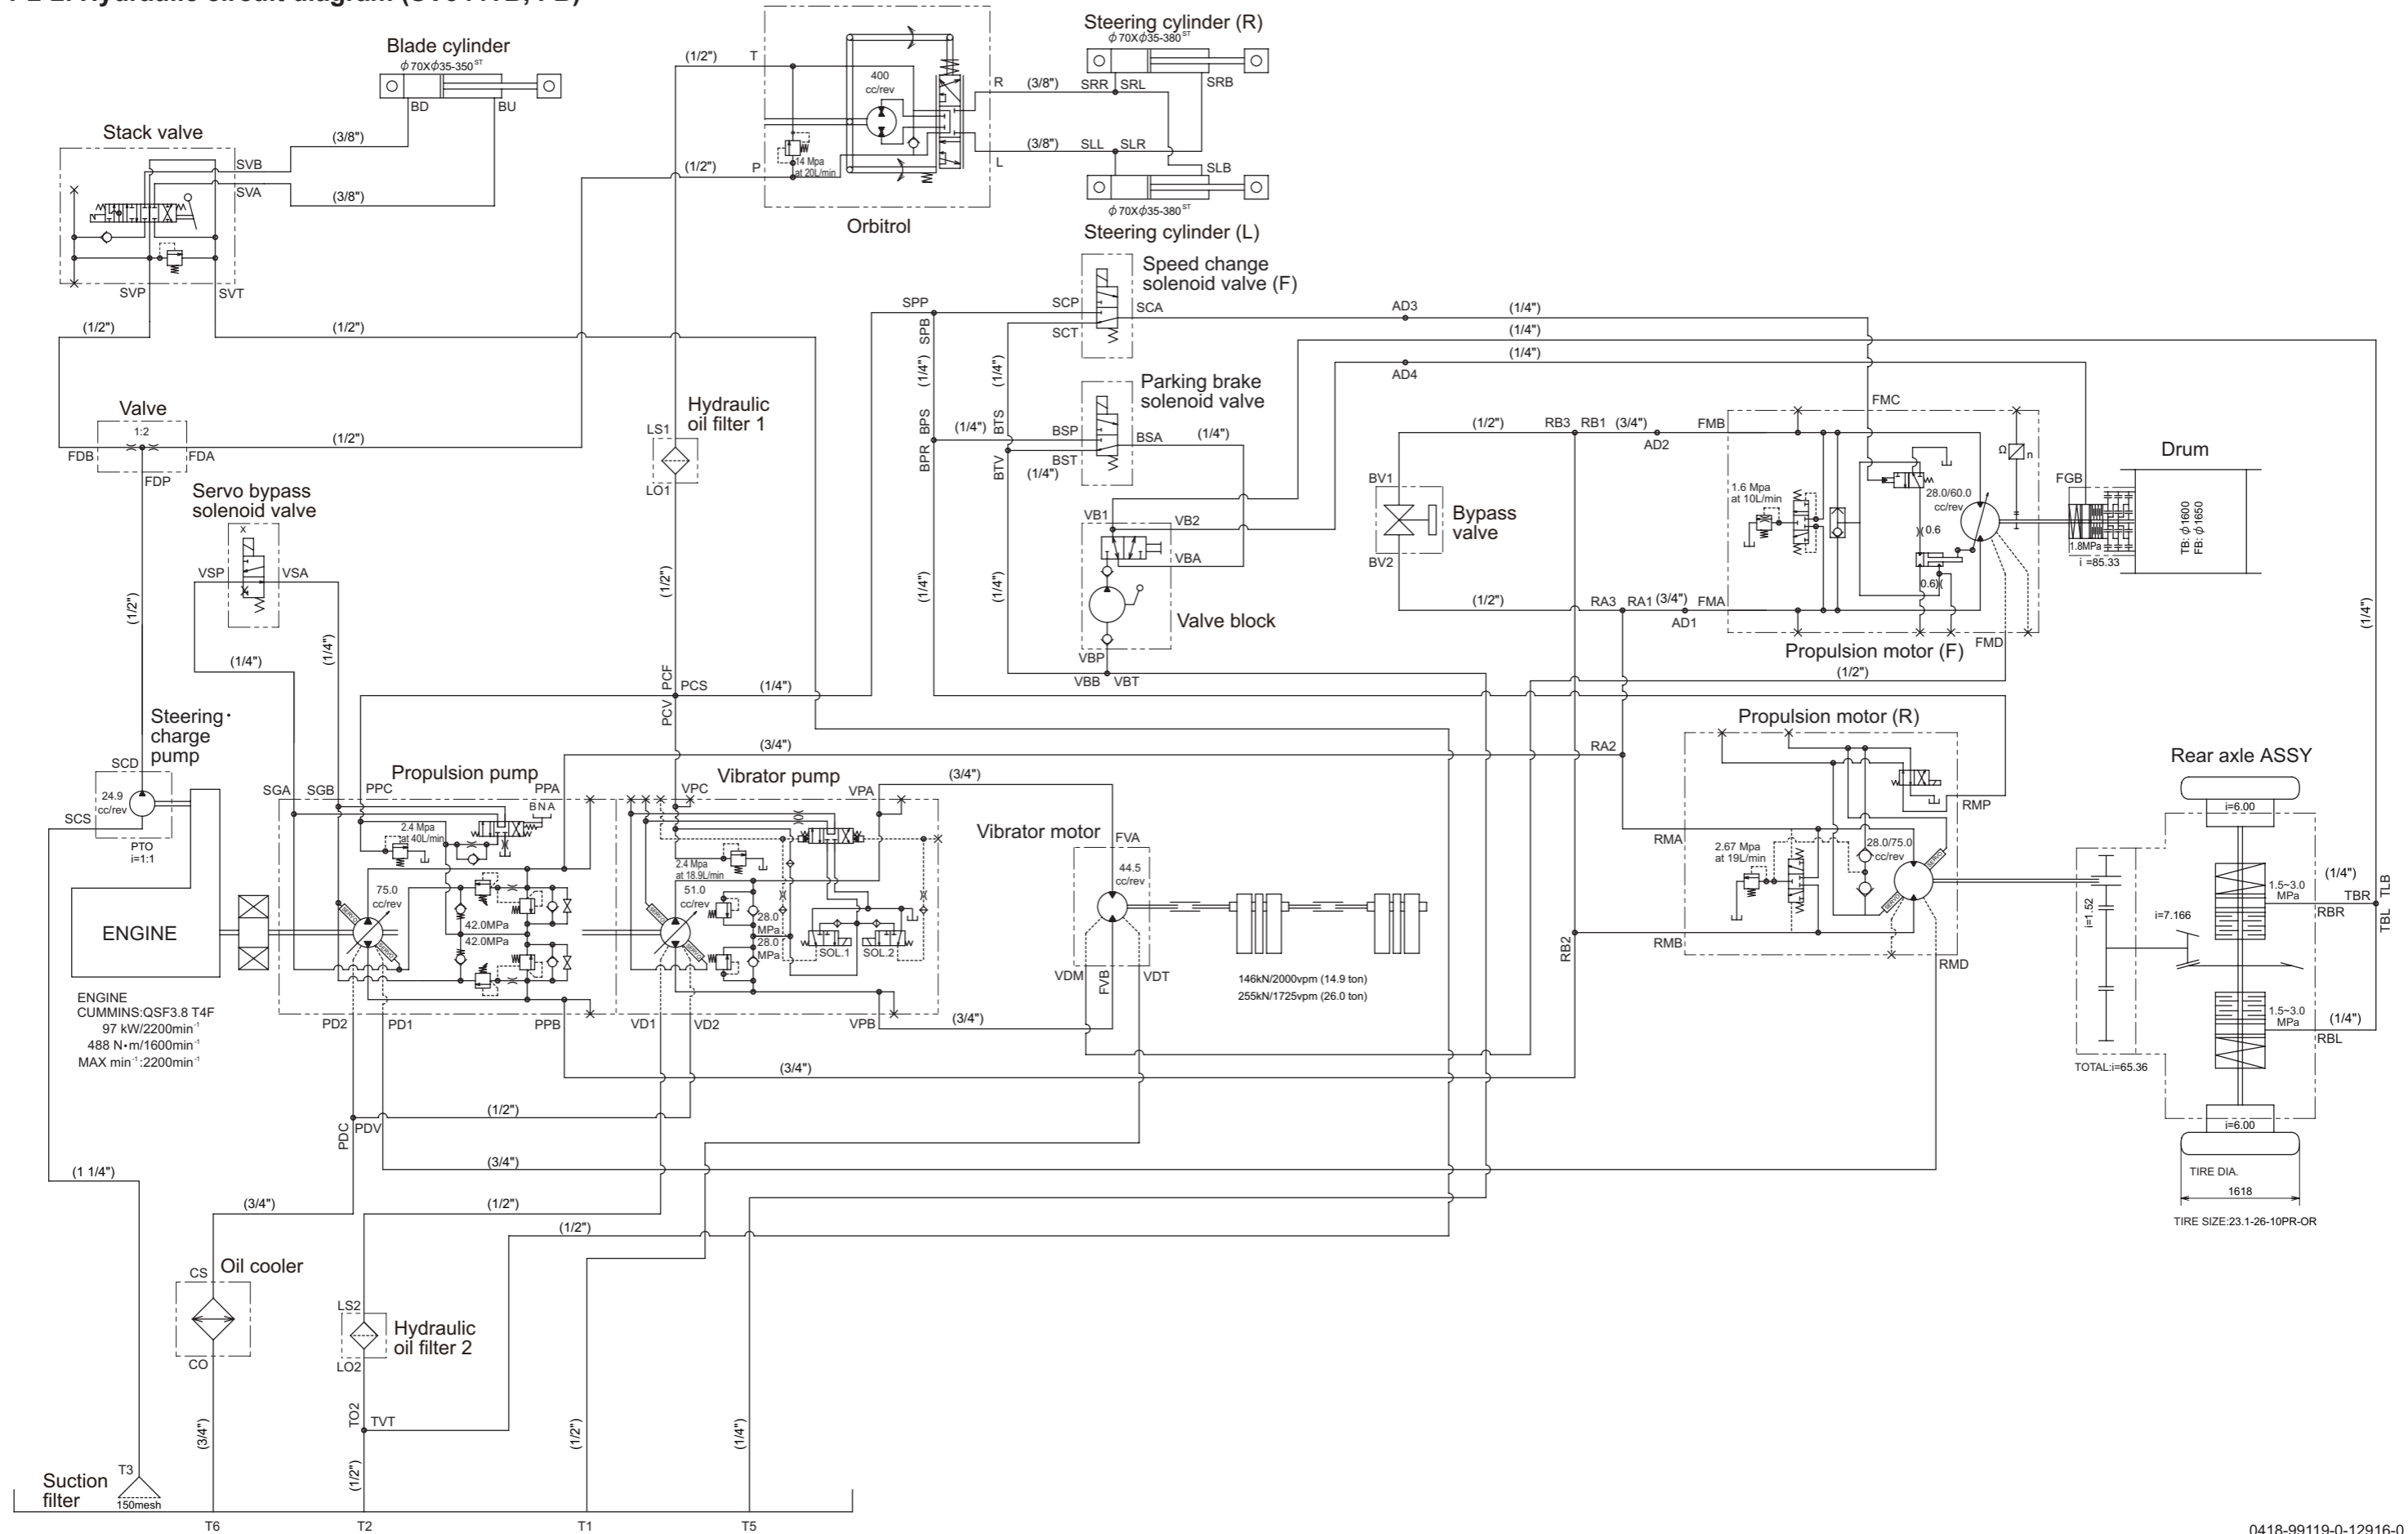 Steering cylinder (R)
ϕ70Xϕ35-380ST
Blade cylinder
ϕ70Xϕ35-350ST
BD
BU
(1/2")
T
400
cc/rev
R
(3/8")
SRR
SRL
SRB
Stack valve
(3/8")
SVB
SVA
(3/8")
(1/2")
P
14 Mpa
at 20L/min
L
(3/8")
SLL
SLR
SLB
ϕ70Xϕ35-380ST
Orbitrol
Steering cylinder (L)
Speed change
solenoid valve (F)
SVP
SVT
SPP
SCP
SCA
SCT
AD3
(1/4")
(1/2")
(1/2")
SPB
(1/4")
(1/4")
(1/4")
(1/4")
AD4
Parking brake
solenoid valve
Valve
1:2
FDB
FDA
FDP
(1/2")
Hydraulic
oil filter 1
LS1
LO1
BPS
BPR
(1/4")
BTS
BTV
BSP
BSA
(1/4")
BST
(1/4")
FMC
(1/2")
RB3
RB1
(3/4")
AD2
FMB
Ω
n
Drum
BV1
Bypass
valve
BV2
1.6 Mpa
at 10L/min
28.0/60.0
cc/rev
0.6
0.6
FGB
1.8MPa
i =85.33
TB: ϕ1600
FB: ϕ1650
Servo bypass
solenoid valve
x
VSP
VSA
(1/2")
(1/4")
(1/4")
(1/2")
(1/4")
(1/4")
VB1
VB2
VBA
Valve block
VBP
VBB
VBT
(1/2")
RA3
RA1
(3/4")
AD1
FMA
FMD
Propulsion motor (F)
(1/2")
(1/4")
PCF
PCS
PCV
(1/4")
Steering·
charge
pump
SCD
24.9
cc/rev
SCS
PTO
i=1:1
(3/4")
RA2
Propulsion motor (R)
Rear axle ASSY
Propulsion pump
Vibrator pump
(3/4")
SGA
SGB
PPC
PPA
B N A
VPC
VPA
RMP
i=6.00
2.4 Mpa
at 40L/min
2.4 Mpa
at 18.9L/min
Vibrator motor
FVA
44.5
cc/rev
RMA
2.67 Mpa
at 19L/min
28.0/75.0
cc/rev
SERVO
SERVO
75.0
cc/rev
SERVO
SERVO
42.0MPa
42.0MPa
51.0
cc/rev
SERVO
SERVO
28.0
MPa
28.0
MPa
SOL.1
SOL.2
ENGINE
i=1.52
i=7.166
1.5~3.0
MPa
(1/4")
TBR
RBR
TLB
TBL
RB2
RMB
RMD
VDM
FVB
VDT
146kN/2000vpm (14.9 ton)
255kN/1725vpm (26.0 ton)
ENGINE
CUMMINS:QSF3.8 T4F
97 kW/2200min-1
488 N•m/1600min-1
MAX min-1:2200min-1
PD2
PD1
PPB
VD1
VD2
VPB
(3/4")
1.5~3.0
MPa
(1/4")
RBL
(3/4")
TOTAL:i=65.36
(1/2")
PDC
PDV
i=6.00
(3/4")
(1 1/4")
TIRE DIA.
1618
TIRE SIZE:23.1-26-10PR-OR
(3/4")
(1/2")
(1/2")
Oil cooler
CS
CO
LS2
Hydraulic
oil filter 2
LO2
TO2
TVT
(3/4")
(1/2")
(1/2")
(1/4")
Suction
filter
T3
150mesh
T6
T2
T1
T5